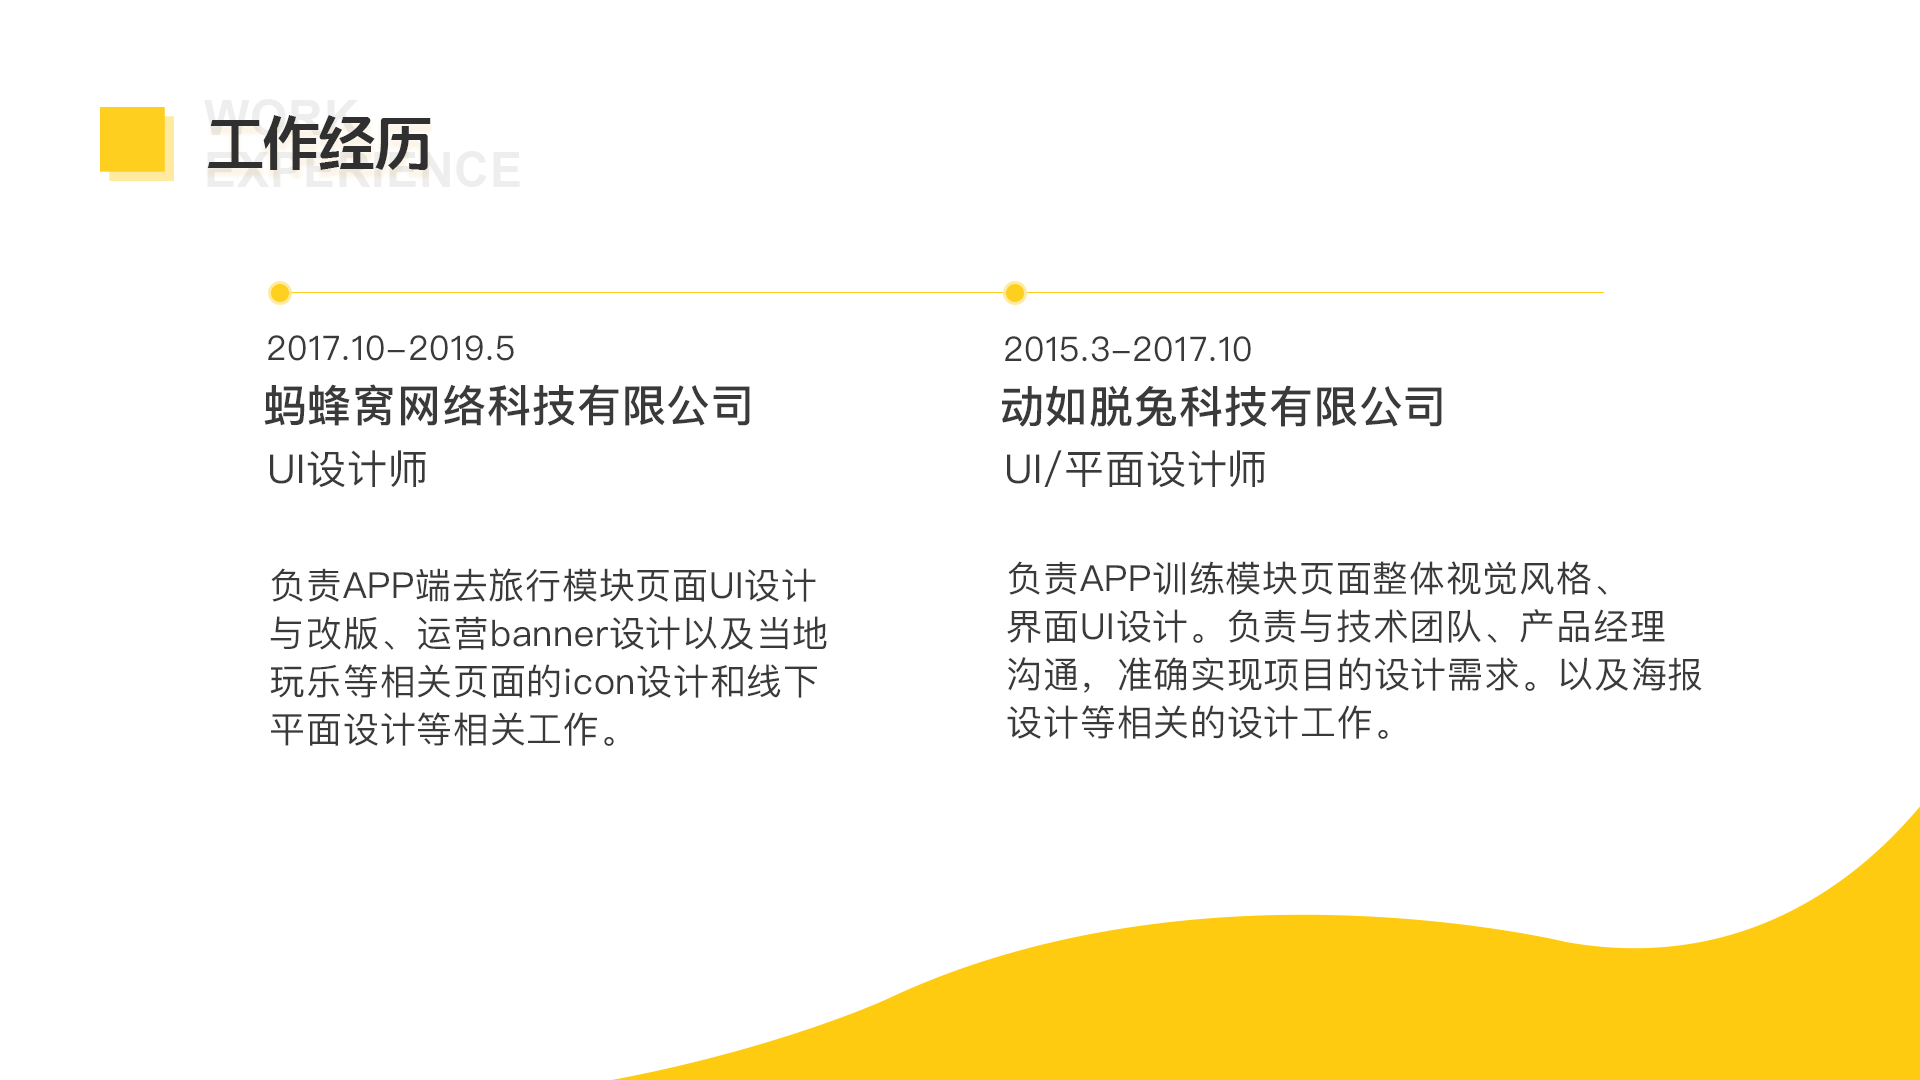 WORK
EXPERIENCE
工作经历
2017.10-2019.5
蚂蜂窝网络科技有限公司
UI设计师
负责APP端去旅行模块页面UI设计
与改版、运营banner设计以及当地
玩乐等相关页面的icon设计和线下
平面设计等相关工作。
2015.3-2017.10
动如脱兔科技有限公司
UI/平面设计师
负责APP训练模块页面整体视觉风格、
界面UI设计。负责与技术团队、产品经理
沟通，准确实现项目的设计需求。以及海报
设计等相关的设计工作。